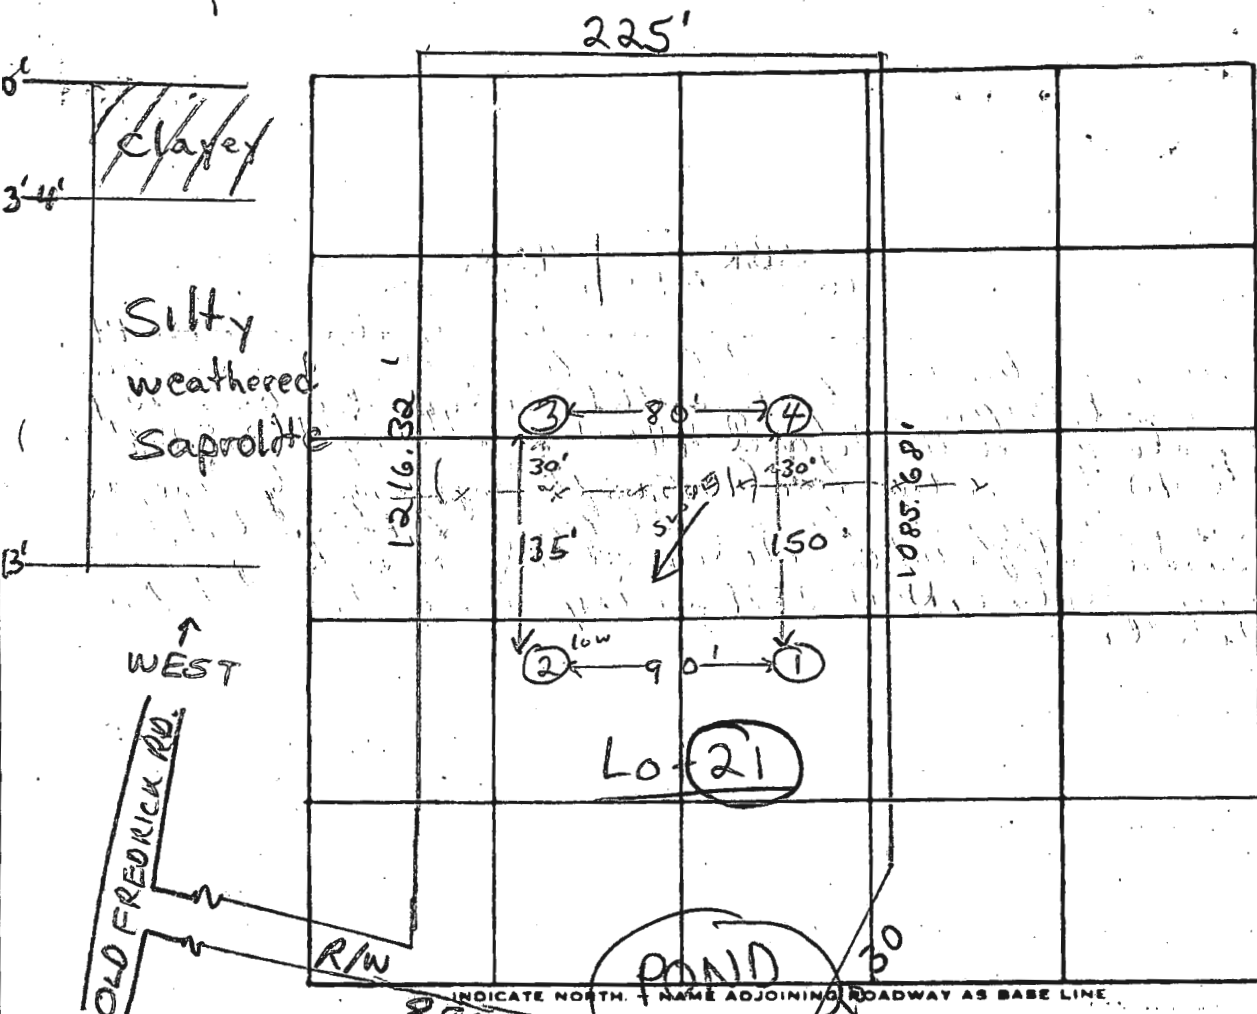 225'
0'
Clayey
3'-4'
Silty
weathered
Saprolite
13'
1216.32'
1085.68'
3 80' 4
30' 30'
135' 150'
low
2 90' 1
Lo 21
WEST
OLD FREDRICK RD.
R/W
POND
30
INDICATE NORTH. - NAME ADJOINING ROADWAY AS BASE LINE